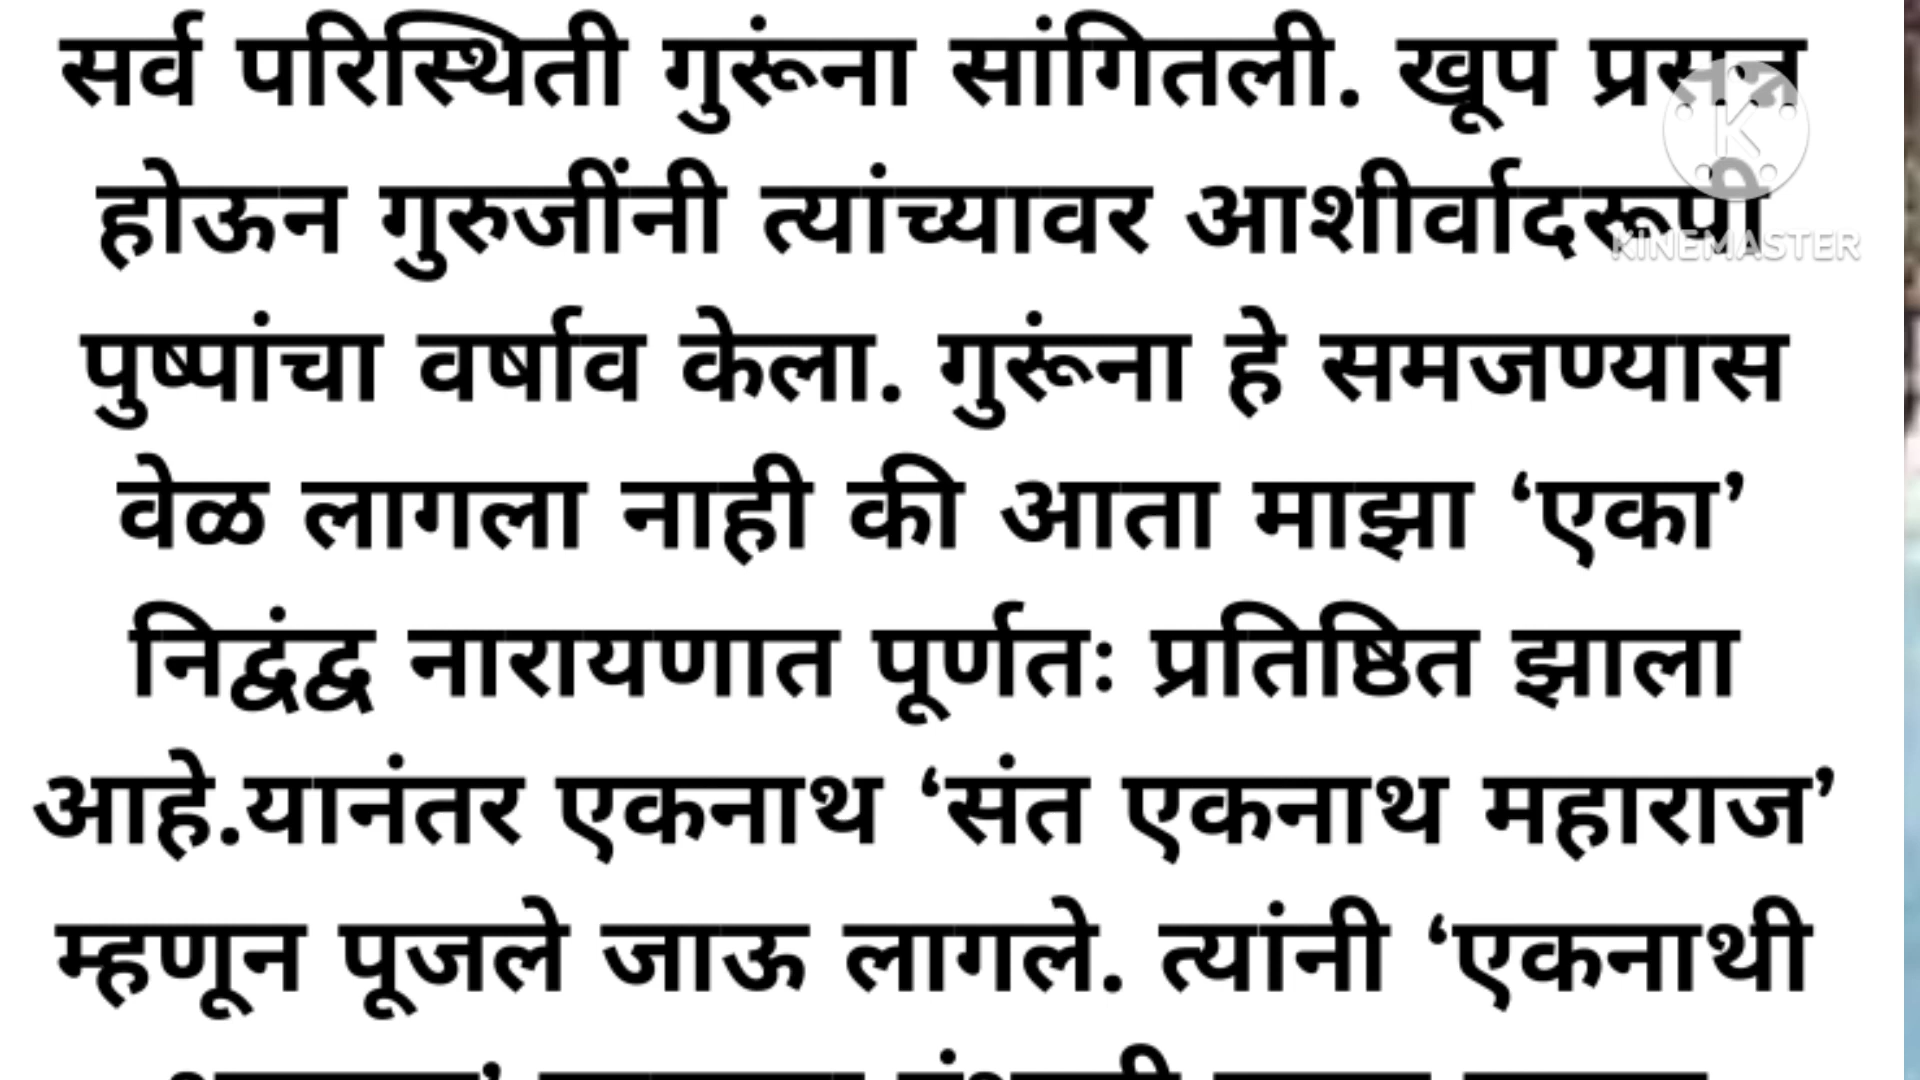 सर्व परिस्थिती गुरूंना सांगितली. खूप प्रसन्न
होऊन गुरुजींनी त्यांच्यावर आशीर्वादरूपी
पुष्पांचा वर्षाव केला. गुरूंना हे समजण्यास
वेळ लागला नाही की आता माझा ‘एका’
निद्वंद्व नारायणात पूर्णतः प्रतिष्ठित झाला
आहे.यानंतर एकनाथ ‘संत एकनाथ महाराज’
म्हणून पूजले जाऊ लागले. त्यांनी ‘एकनाथी
K
KINEMASTER